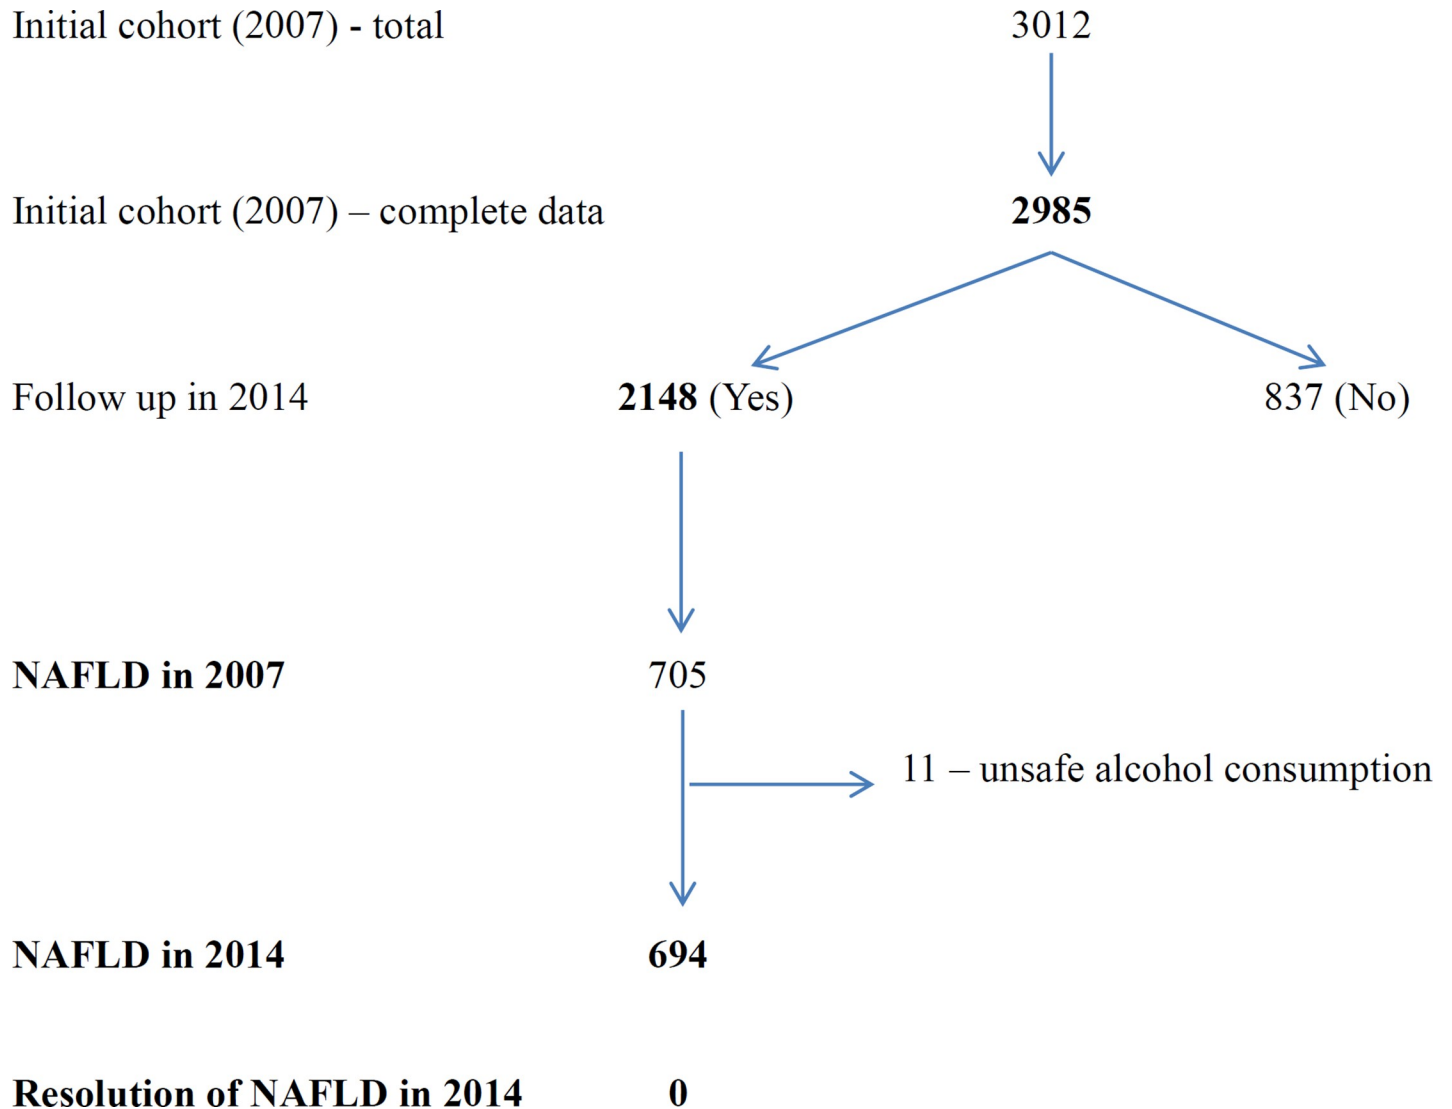 Initial cohort (2007) - total 3012
Initial cohort (2007) – complete data 2985
Follow up in 2014 2148 (Yes) 837 (No)
NAFLD in 2007 705
11 – unsafe alcohol consumption
NAFLD in 2014 694
Resolution of NAFLD in 2014 0